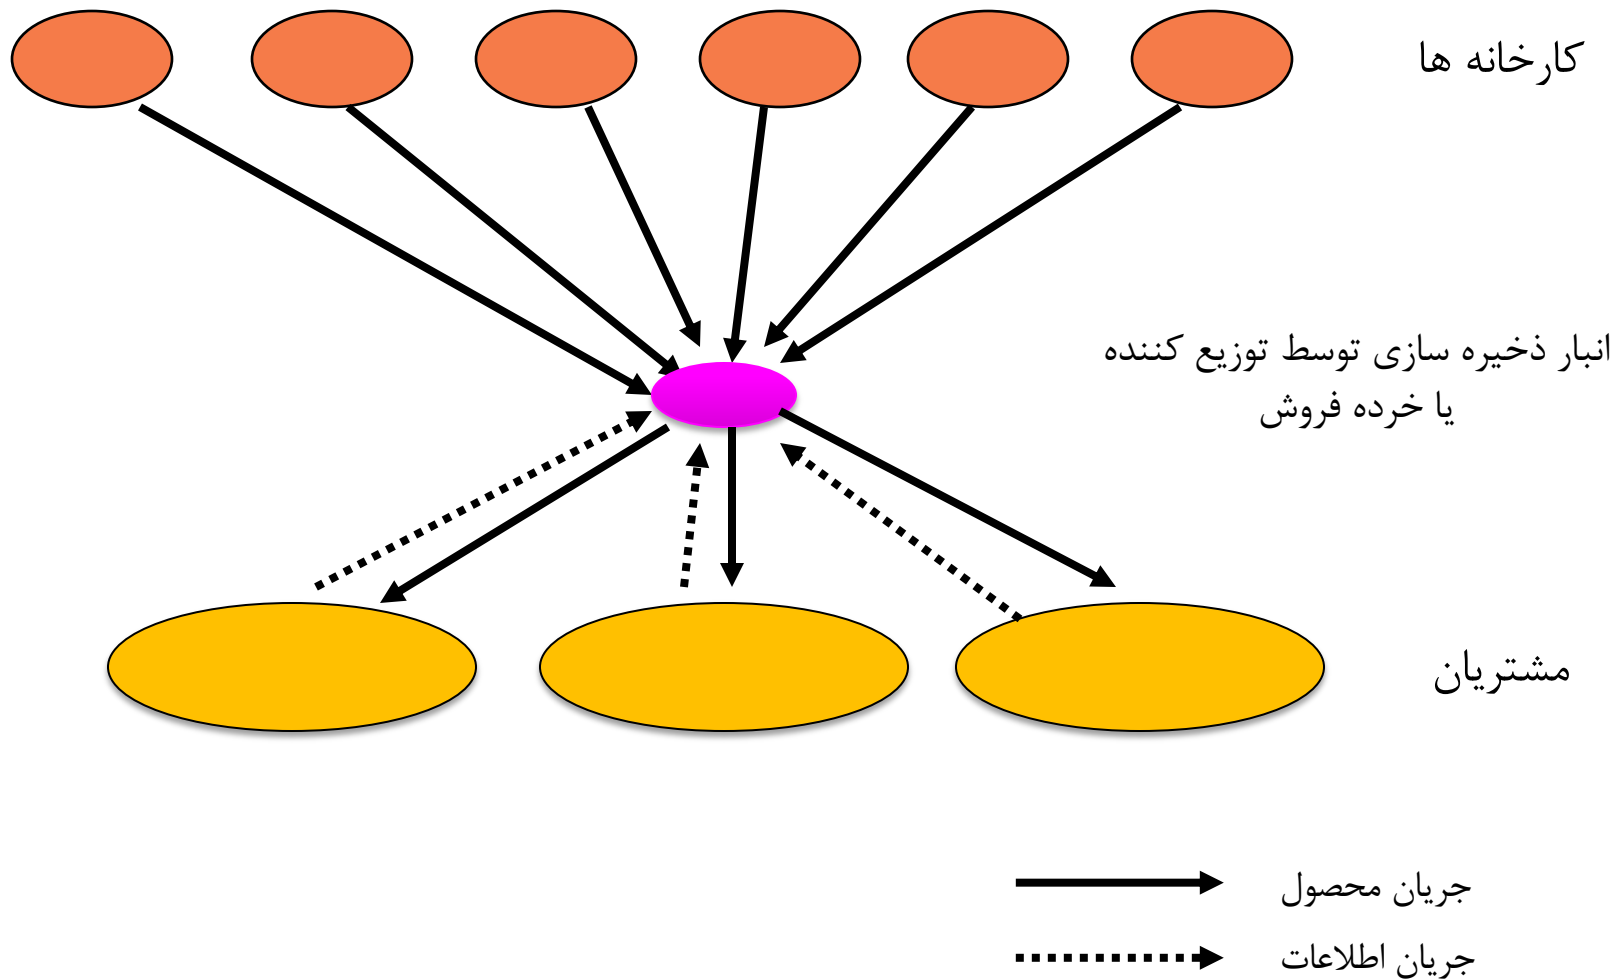 کارخانه ها
انبار ذخیره سازی توسط توزیع کننده
یا خرده فروش
مشتریان
جریان محصول
جریان اطلاعات